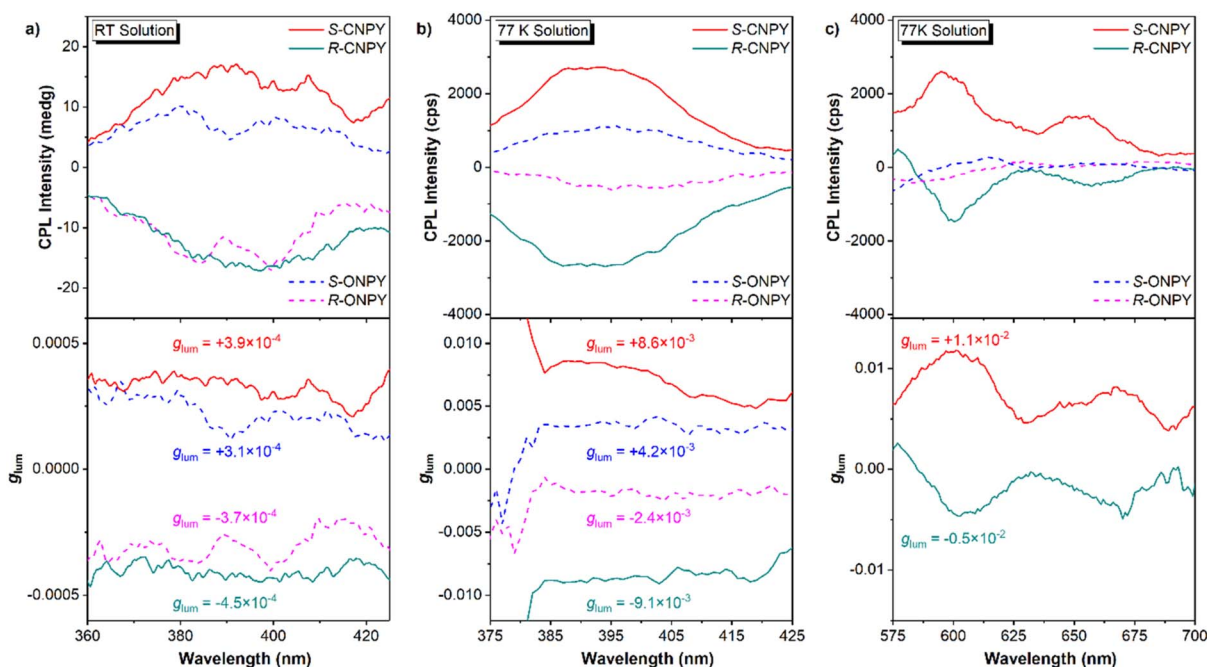 a)
RT Solution
S-CNPY
R-CNPY
20
10
0
-10
-20
CPL Intensity (medg)
S-ONPY
R-ONPY
0.0005
0.0000
-0.0005
glum
glum = +3.9×10-4
glum = +3.1×10-4
glum = -3.7×10-4
glum = -4.5×10-4
360 380 400 420
Wavelength (nm)
b)
77 K Solution
S-CNPY
R-CNPY
4000
2000
0
-2000
-4000
CPL Intensity (cps)
S-ONPY
R-ONPY
0.010
0.005
0.000
-0.005
-0.010
glum = +8.6×10-3
glum = +4.2×10-3
glum = -2.4×10-3
glum = -9.1×10-3
375 385 395 405 415 425
Wavelength (nm)
c)
77K Solution
S-CNPY
R-CNPY
4000
2000
0
-2000
-4000
CPL Intensity (cps)
S-ONPY
R-ONPY
0.01
0.00
-0.01
glum = +1.1×10-2
glum = -0.5×10-2
575 600 625 650 675 700
Wavelength (nm)